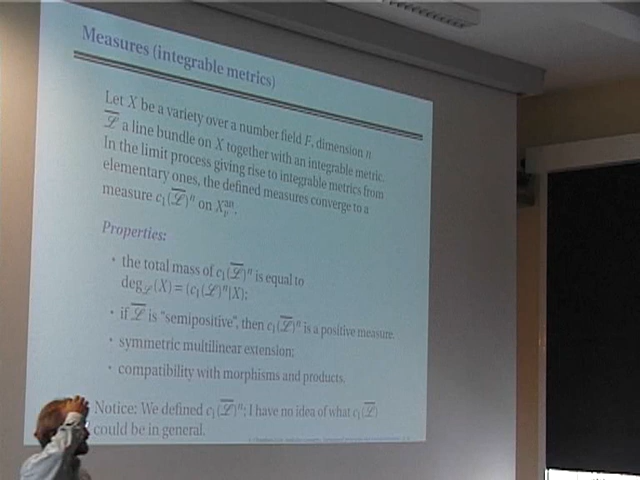 Measures (integrable metrics)
Let X be a variety over a number field F, dimension n
ℒ̅ a line bundle on X together with an integrable metric.
In the limit process giving rise to integrable metrics from
elementary ones, the defined measures converge to a
measure c₁(ℒ̅)ⁿ on Xᵥᵃⁿ.
Properties:
• the total mass of c₁(ℒ̅)ⁿ is equal to
deg_ℒ(X) = (c₁(ℒ)ⁿ|X);
• if ℒ̅ is "semipositive", then c₁(ℒ̅)ⁿ is a positive measure.
• symmetric multilinear extension;
• compatibility with morphisms and products.
Notice: We defined c₁(ℒ̅)ⁿ; I have no idea of what c₁(ℒ̅)
could be in general.